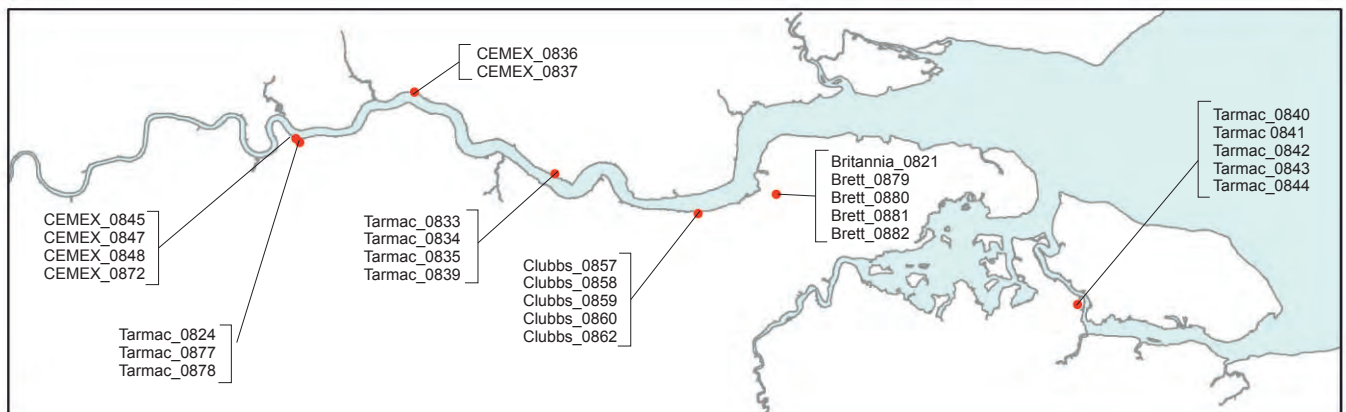 CEMEX_0836
CEMEX_0837
Tarmac_0840
Tarmac 0841
Tarmac_0842
Tarmac_0843
Tarmac_0844
Britannia_0821
Brett_0879
Brett_0880
Brett_0881
Brett_0882
CEMEX_0845
CEMEX_0847
CEMEX_0848
CEMEX_0872
Tarmac_0833
Tarmac_0834
Tarmac_0835
Tarmac_0839
Clubbs_0857
Clubbs_0858
Clubbs_0859
Clubbs_0860
Clubbs_0862
Tarmac_0824
Tarmac_0877
Tarmac_0878